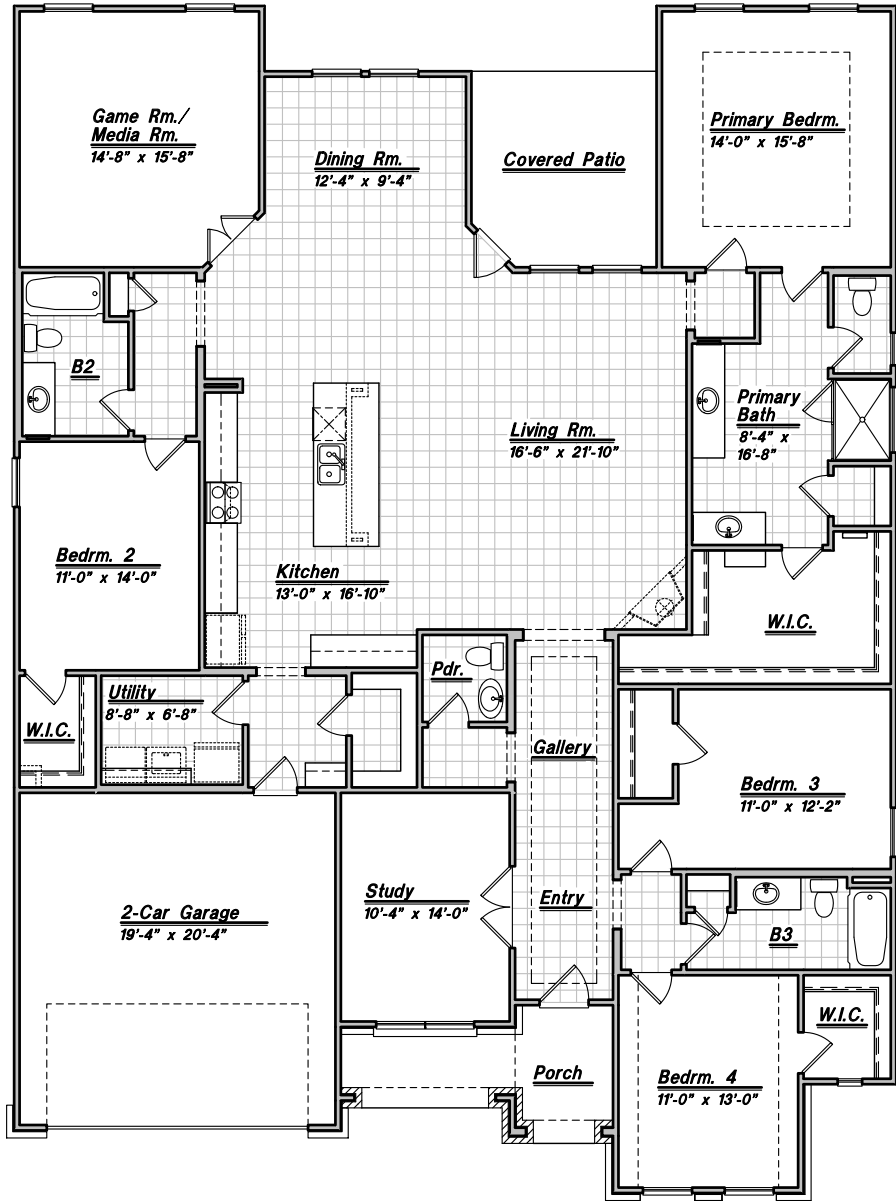 Game Rm./
Media Rm.
14'-8" x 15'-8"
Dining Rm.
12'-4" x 9'-4"
Covered Patio
Primary Bedrm.
14'-0" x 15'-8"
B2
Living Rm.
16'-6" x 21'-10"
Primary
Bath
8'-4" x
16'-8"
Bedrm. 2
11'-0" x 14'-0"
Kitchen
13'-0" x 16'-10"
W.I.C.
Pdr.
Utility
8'-8" x 6'-8"
W.I.C.
Gallery
Bedrm. 3
11'-0" x 12'-2"
Study
10'-4" x 14'-0"
Entry
2-Car Garage
19'-4" x 20'-4"
B3
W.I.C.
Porch
Bedrm. 4
11'-0" x 13'-0"